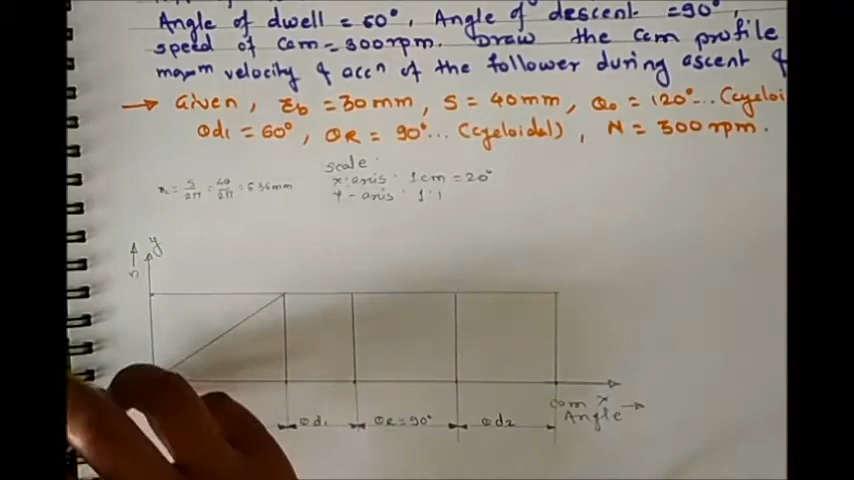 Angle of dwell = 60°, Angle of descent = 90°,
speed of cam = 300rpm. Draw the cam profile
maxm velocity & accn of the follower during ascent &
→ Given, = 30mm, S = 40mm, θo = 120°... (cycloi
θd1 = 60°, θR = 90°... (cycloidal), N = 300 rpm.
scale
x-axis : 1cm = 20°
Y-axis : 1:1
= S/2π = 40/2π = 6.36mm
y
θd1
θR = 90°
θd2
cam x
Angle →